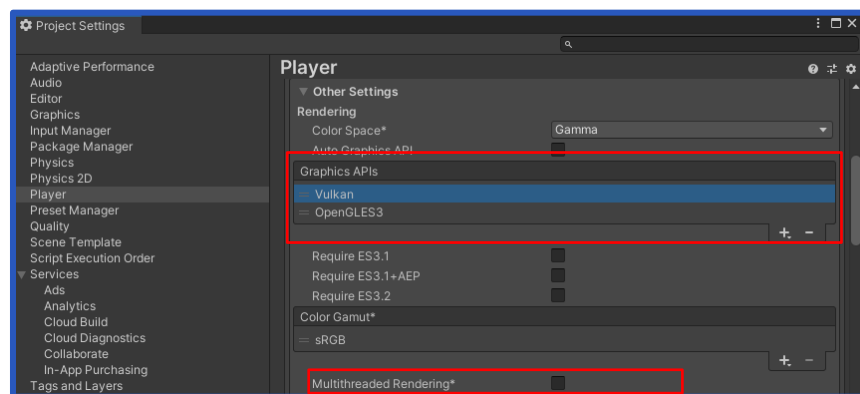 Project Settings
Adaptive Performance
Audio
Editor
Graphics
Input Manager
Package Manager
Physics
Physics 2D
Player
Preset Manager
Quality
Scene Template
Script Execution Order
Services
Ads
Analytics
Cloud Build
Cloud Diagnostics
Collaborate
In-App Purchasing
Tags and Layers
Player
Other Settings
Rendering
Color Space* Gamma
Auto Graphics API
Graphics APIs
Vulkan
OpenGLES3
Require ES3.1
Require ES3.1+AEP
Require ES3.2
Color Gamut*
sRGB
Multithreaded Rendering*